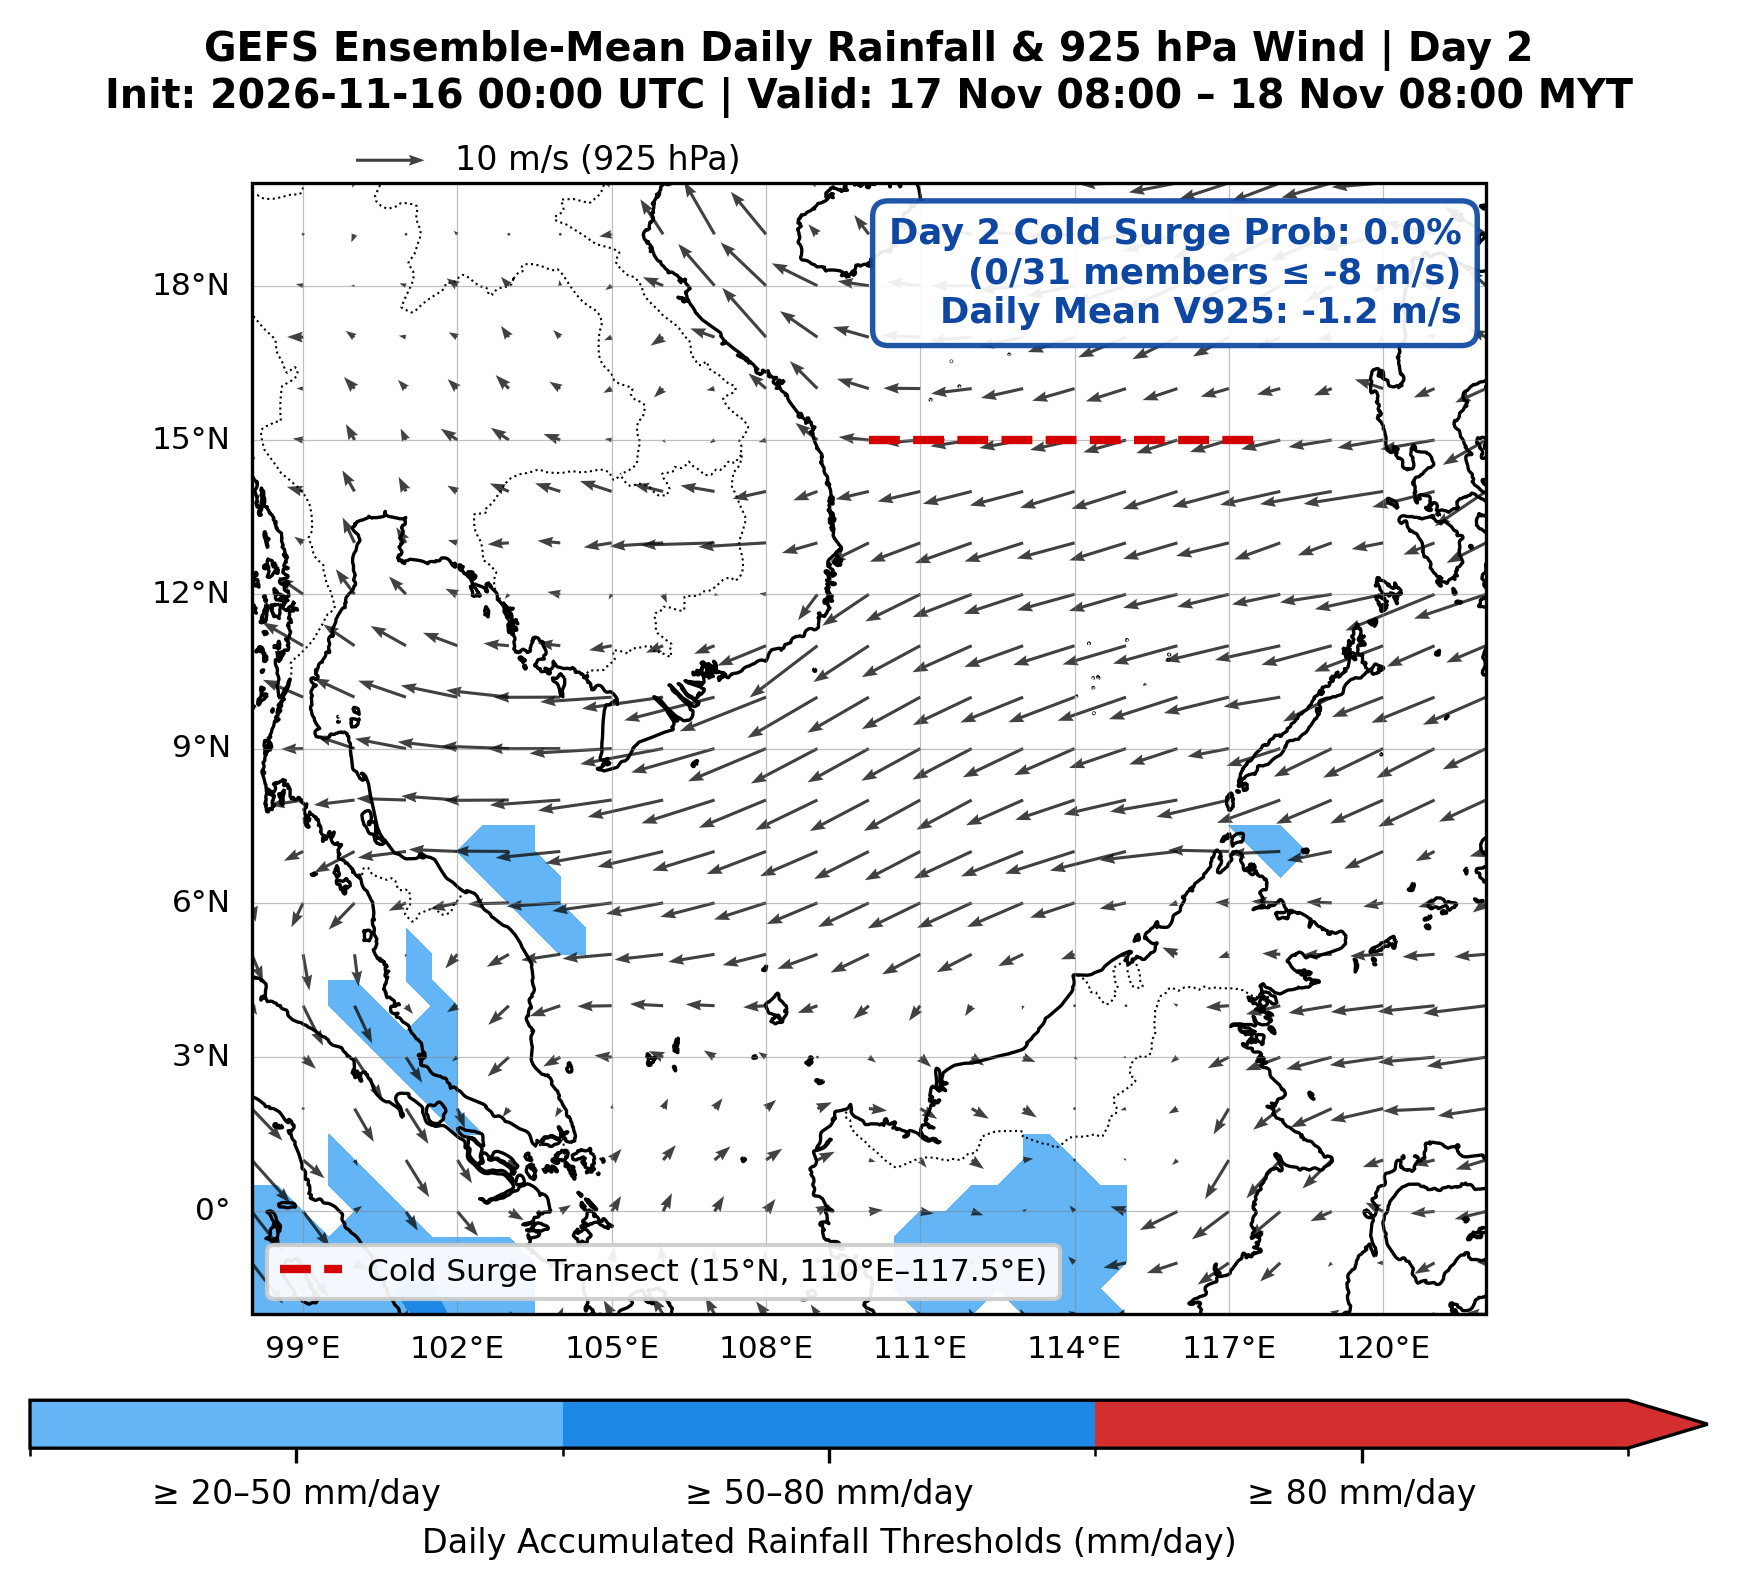 GEFS Ensemble-Mean Daily Rainfall & 925 hPa Wind | Day 2
Init: 2026-11-16 00:00 UTC | Valid: 17 Nov 08:00 – 18 Nov 08:00 MYT
10 m/s (925 hPa)
Day 2 Cold Surge Prob: 0.0%
(0/31 members ≤ -8 m/s)
Daily Mean V925: -1.2 m/s
18°N
15°N
12°N
9°N
6°N
3°N
0°
Cold Surge Transect (15°N, 110°E–117.5°E)
99°E 102°E 105°E 108°E 111°E 114°E 117°E 120°E
≥ 20–50 mm/day ≥ 50–80 mm/day ≥ 80 mm/day
Daily Accumulated Rainfall Thresholds (mm/day)